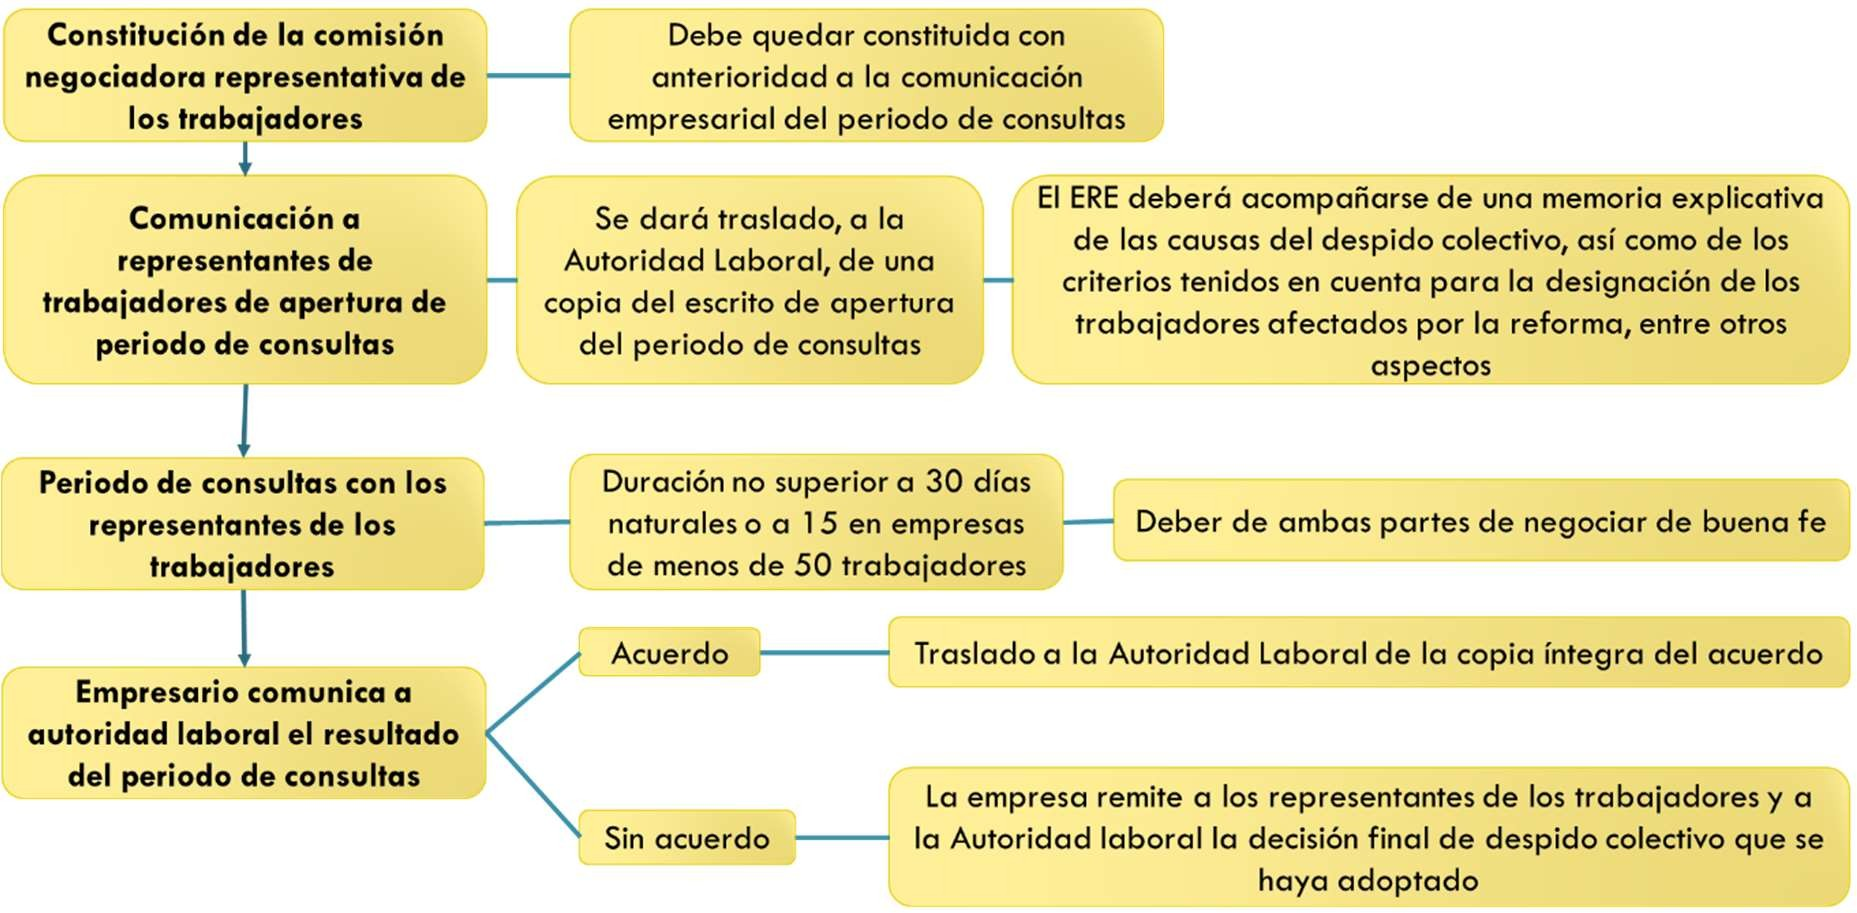 Constitución de la comisión
negociadora representativa de
los trabajadores
Debe quedar constituida con
anterioridad a la comunicación
empresarial del periodo de consultas
Comunicación a
representantes de
trabajadores de apertura de
periodo de consultas
Se dará traslado, a la
Autoridad Laboral, de una
copia del escrito de apertura
del periodo de consultas
El ERE deberá acompañarse de una memoria explicativa
de las causas del despido colectivo, así como de los
criterios tenidos en cuenta para la designación de los
trabajadores afectados por la reforma, entre otros
aspectos
Periodo de consultas con los
representantes de los
trabajadores
Duración no superior a 30 días
naturales o a 15 en empresas
de menos de 50 trabajadores
Deber de ambas partes de negociar de buena fe
Empresario comunica a
autoridad laboral el resultado
del periodo de consultas
Acuerdo
Traslado a la Autoridad Laboral de la copia íntegra del acuerdo
Sin acuerdo
La empresa remite a los representantes de los trabajadores y a
la Autoridad laboral la decisión final de despido colectivo que se
haya adoptado